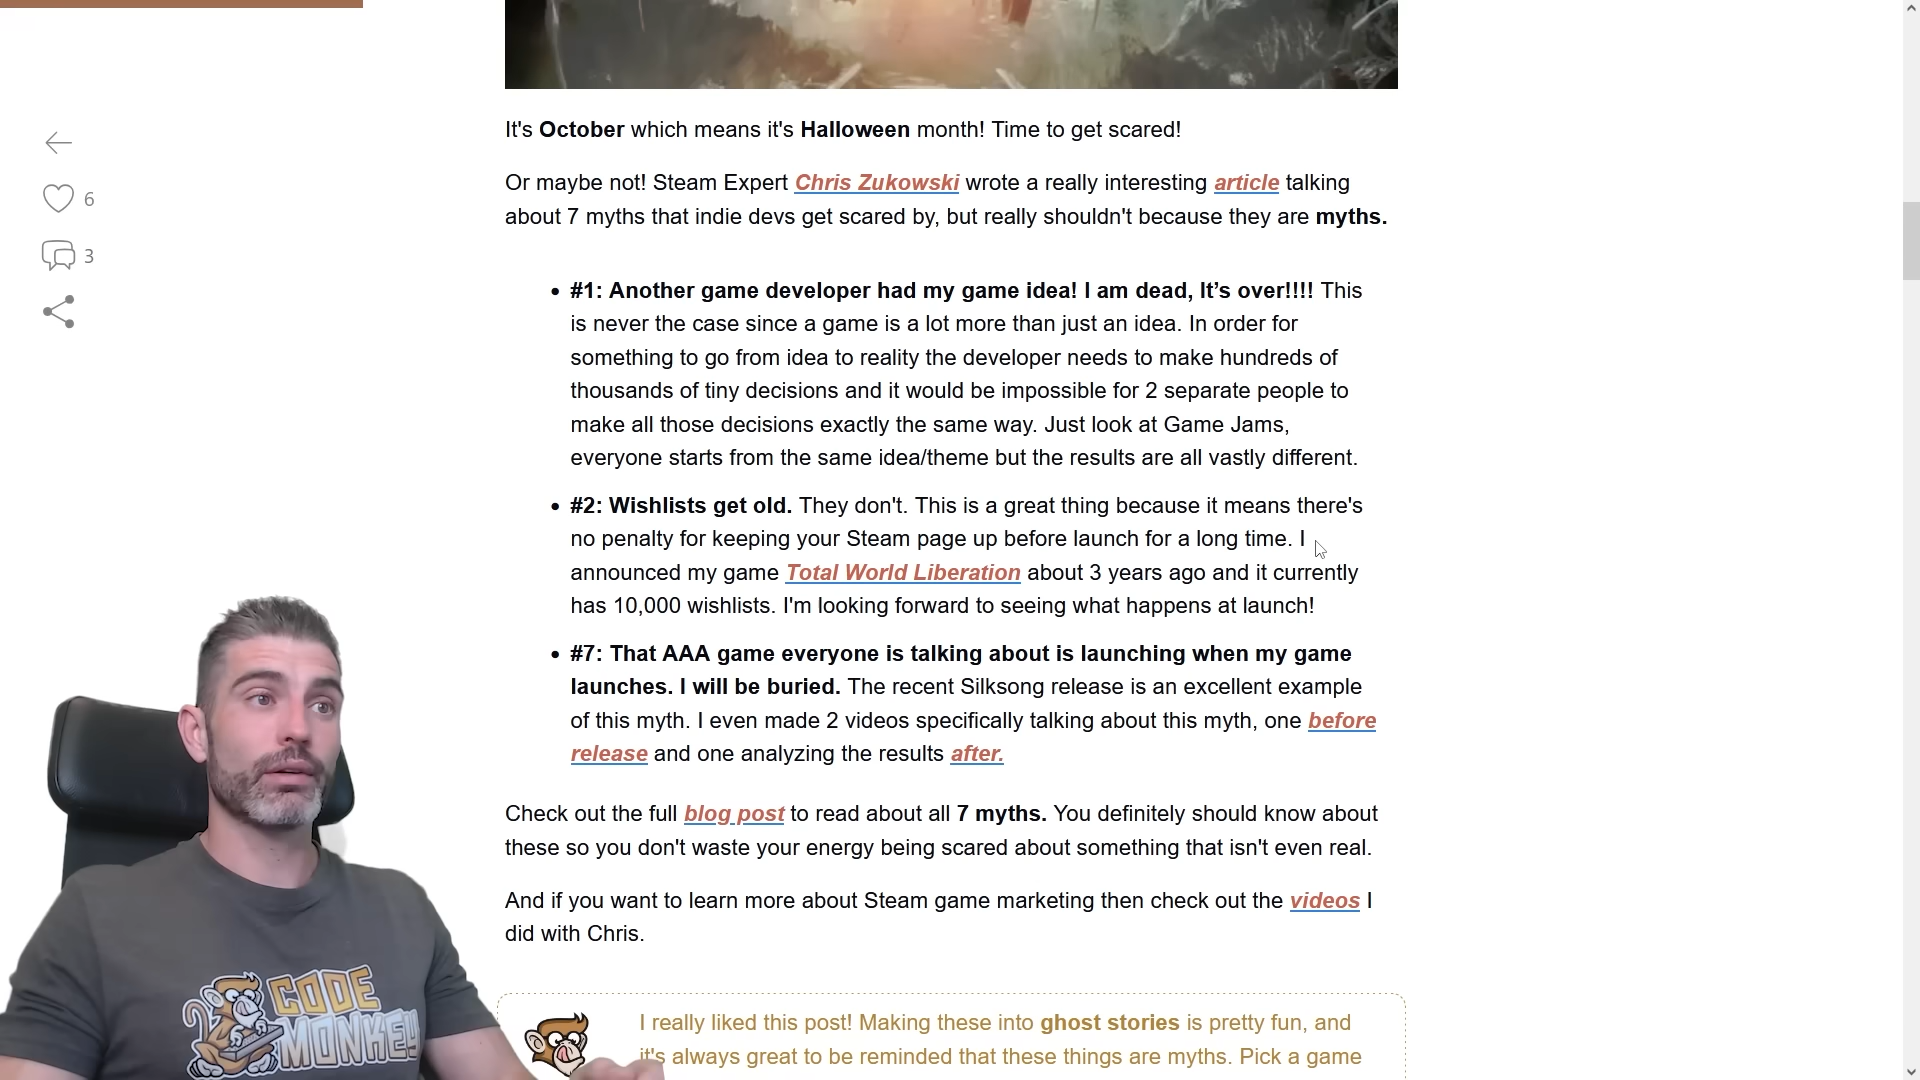 It's October which means it's Halloween month! Time to get scared!
Or maybe not! Steam Expert Chris Zukowski wrote a really interesting article talking
about 7 myths that indie devs get scared by, but really shouldn't because they are myths.
6
3
• #1: Another game developer had my game idea! I am dead, It’s over!!!! This
is never the case since a game is a lot more than just an idea. In order for
something to go from idea to reality the developer needs to make hundreds of
thousands of tiny decisions and it would be impossible for 2 separate people to
make all those decisions exactly the same way. Just look at Game Jams,
everyone starts from the same idea/theme but the results are all vastly different.
• #2: Wishlists get old. They don't. This is a great thing because it means there's
no penalty for keeping your Steam page up before launch for a long time. I
announced my game Total World Liberation about 3 years ago and it currently
has 10,000 wishlists. I'm looking forward to seeing what happens at launch!
• #7: That AAA game everyone is talking about is launching when my game
launches. I will be buried. The recent Silksong release is an excellent example
of this myth. I even made 2 videos specifically talking about this myth, one before
release and one analyzing the results after.
Check out the full blog post to read about all 7 myths. You definitely should know about
these so you don't waste your energy being scared about something that isn't even real.
And if you want to learn more about Steam game marketing then check out the videos I
did with Chris.
I really liked this post! Making these into ghost stories is pretty fun, and
it's always great to be reminded that these things are myths. Pick a game
CODE
MONKEY